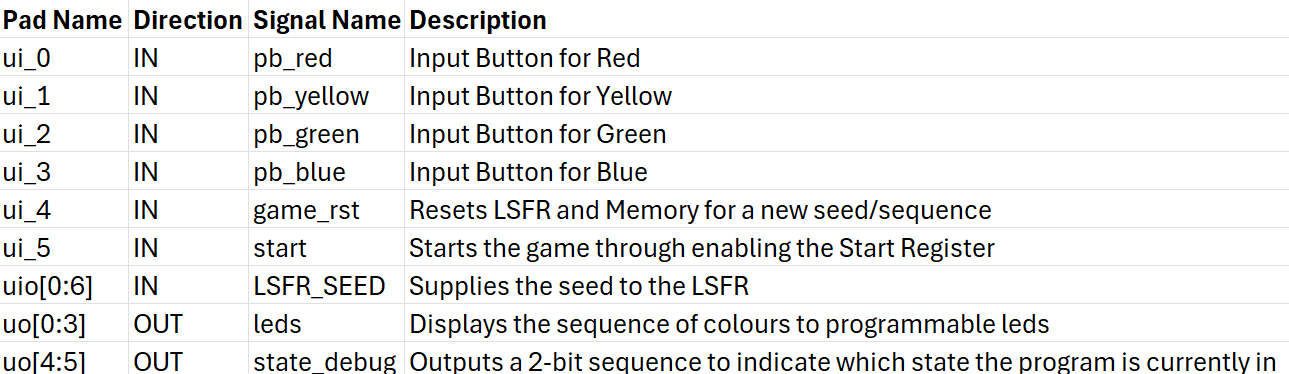 Pad Name Direction Signal Name Description
ui_0 IN pb_red Input Button for Red
ui_1 IN pb_yellow Input Button for Yellow
ui_2 IN pb_green Input Button for Green
ui_3 IN pb_blue Input Button for Blue
ui_4 IN game_rst Resets LSFR and Memory for a new seed/sequence
ui_5 IN start Starts the game through enabling the Start Register
uio[0:6] IN LSFR_SEED Supplies the seed to the LSFR
uo[0:3] OUT leds Displays the sequence of colours to programmable leds
uo[4:5] OUT state_debug Outputs a 2-bit sequence to indicate which state the program is currently in